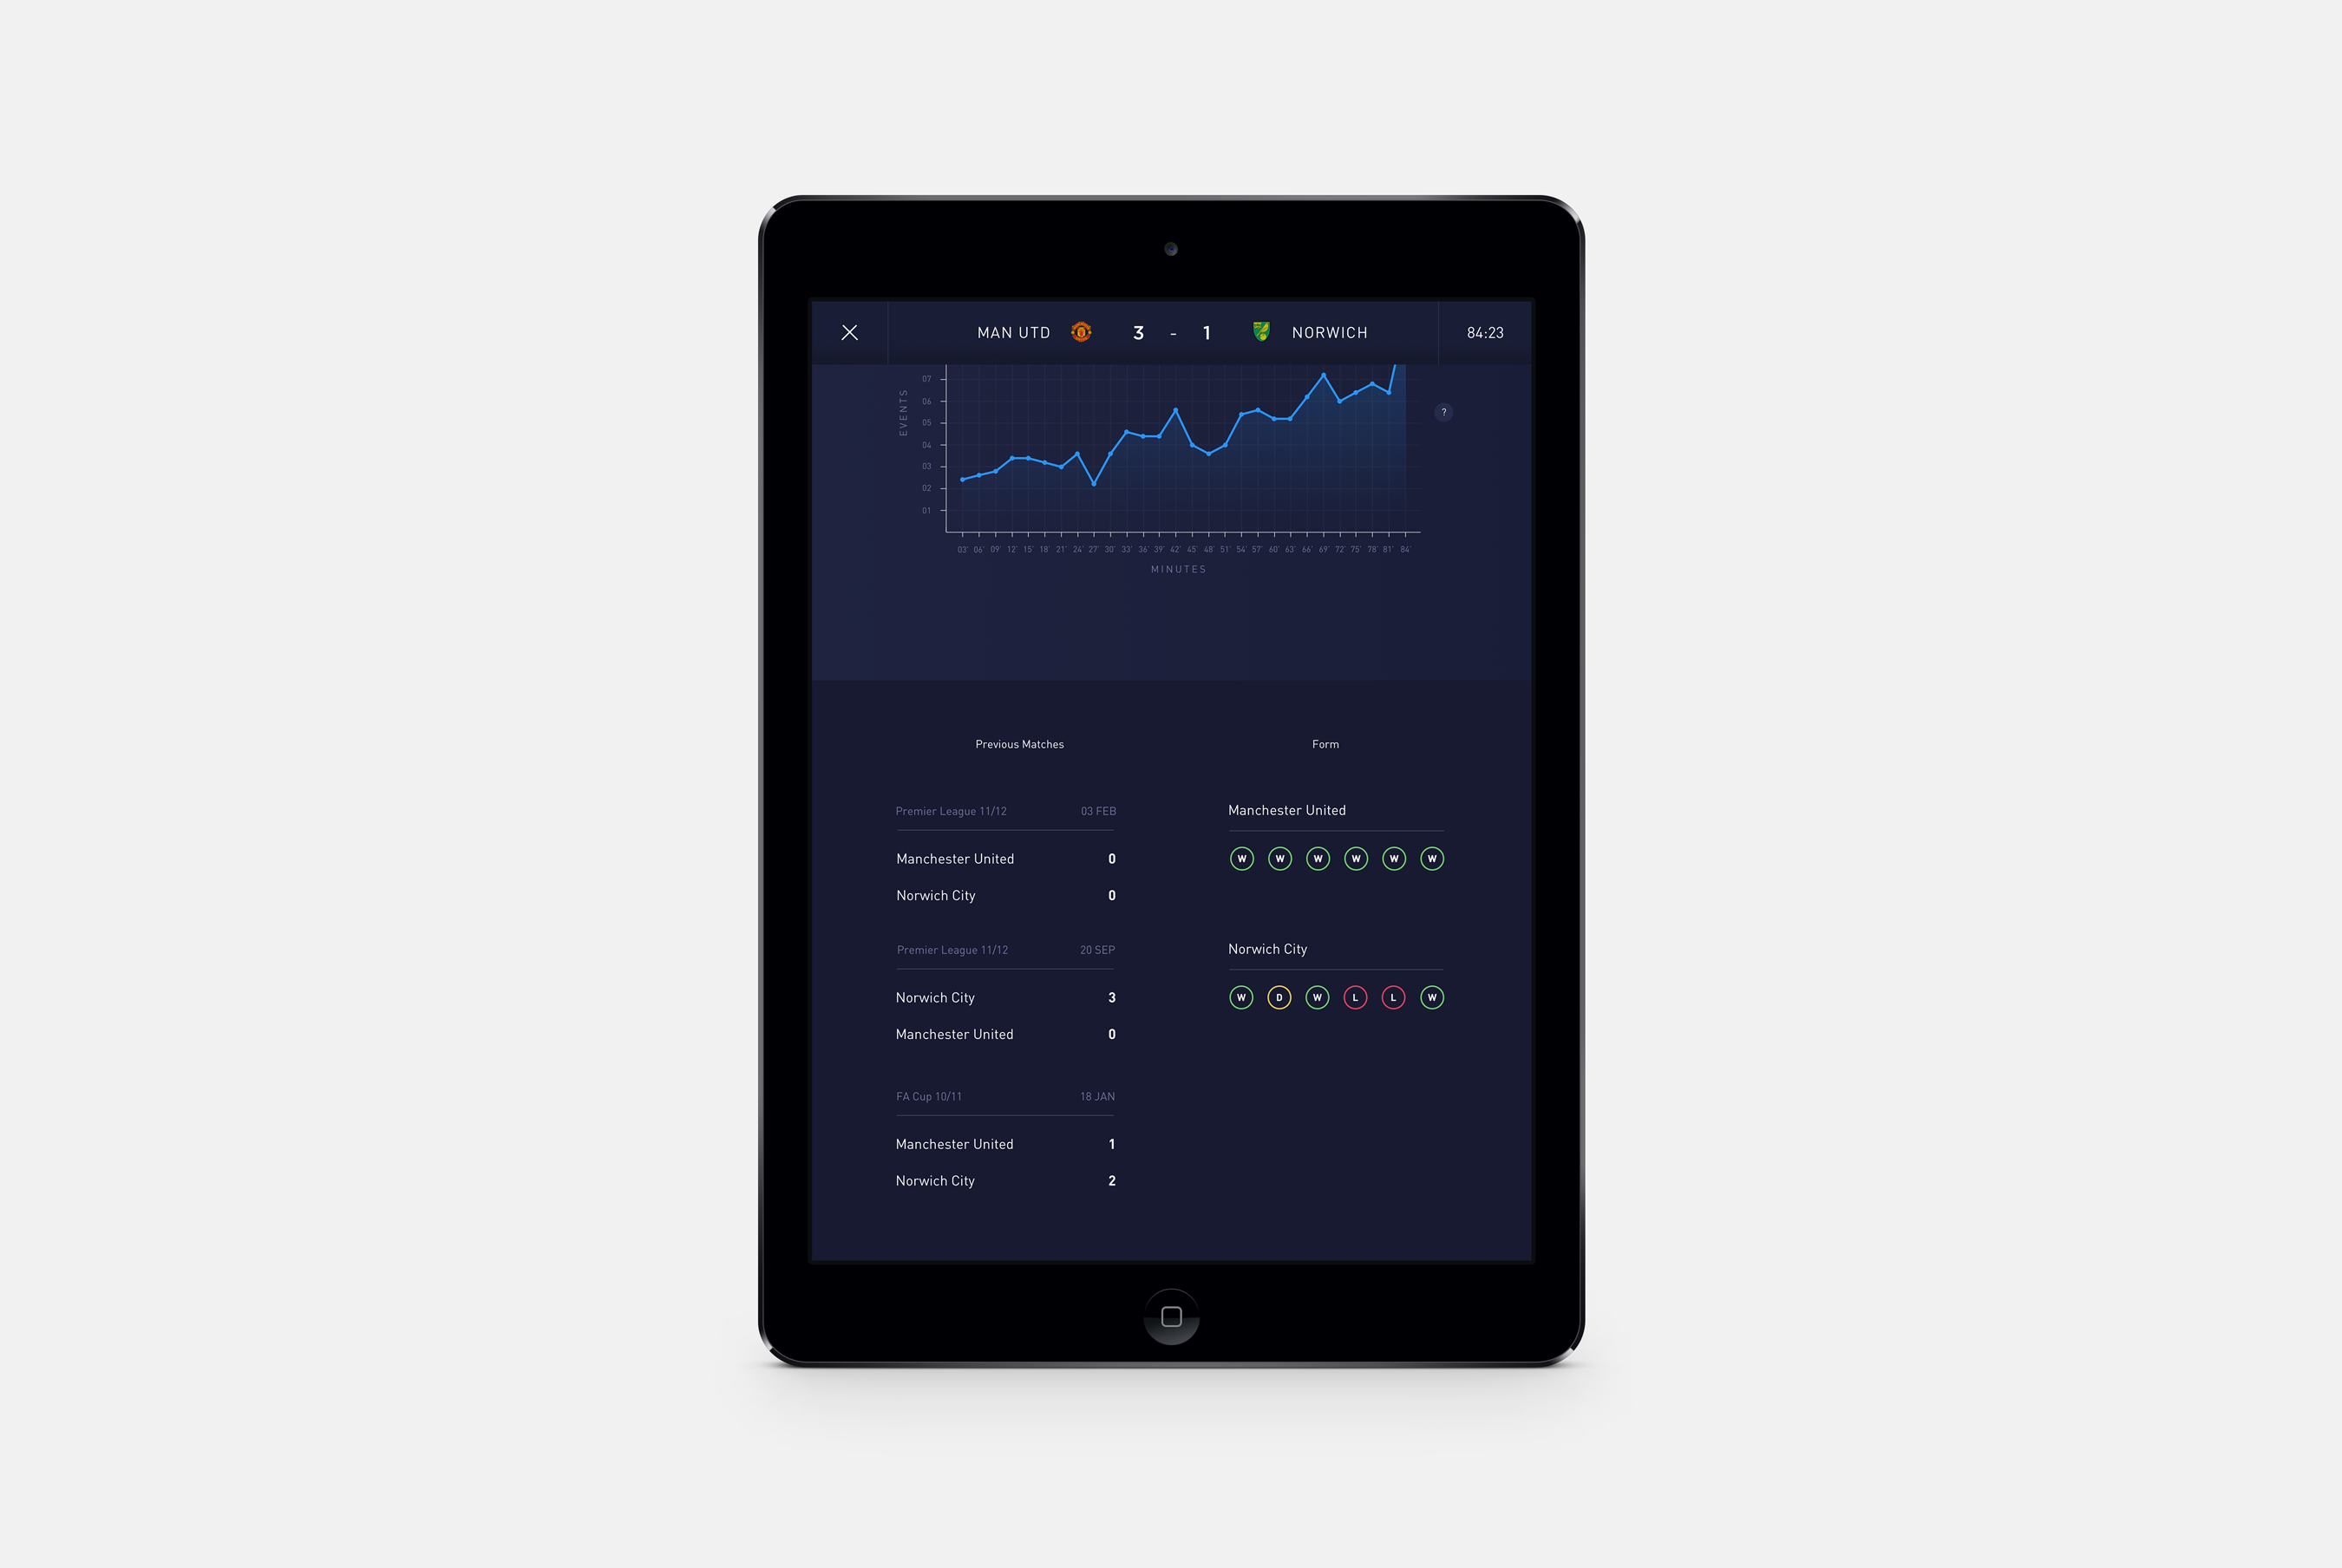 MAN UTD 3 - 1 NORWICH 84:23
EVENTS
07
06
05
04
03
02
01
?
03' 06' 09' 12' 15' 18' 21' 24' 27' 30' 33' 36' 39' 42' 45' 48' 51' 54' 57' 60' 63' 66' 69' 72' 75' 78' 81' 84'
MINUTES
Previous Matches
Premier League 11/12 03 FEB
Manchester United 0
Norwich City 0
Premier League 11/12 20 SEP
Norwich City 3
Manchester United 0
FA Cup 10/11 18 JAN
Manchester United 1
Norwich City 2
Form
Manchester United
W W W W W W
Norwich City
W D W L L W